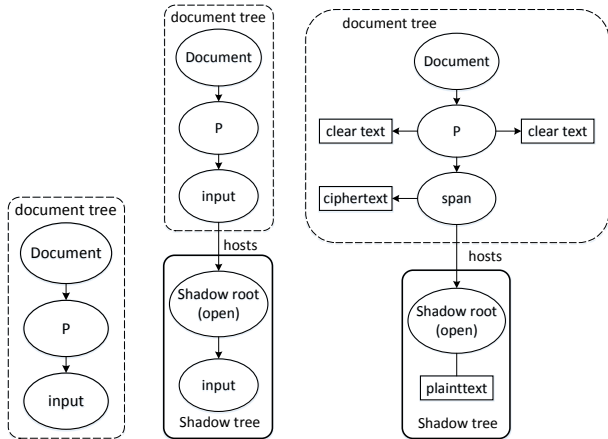 document tree
Document
P
input
document tree
Document
P
input
hosts
Shadow root
(open)
input
Shadow tree
document tree
Document
clear text
P
clear text
ciphertext
span
hosts
Shadow root
(open)
plainttext
Shadow tree